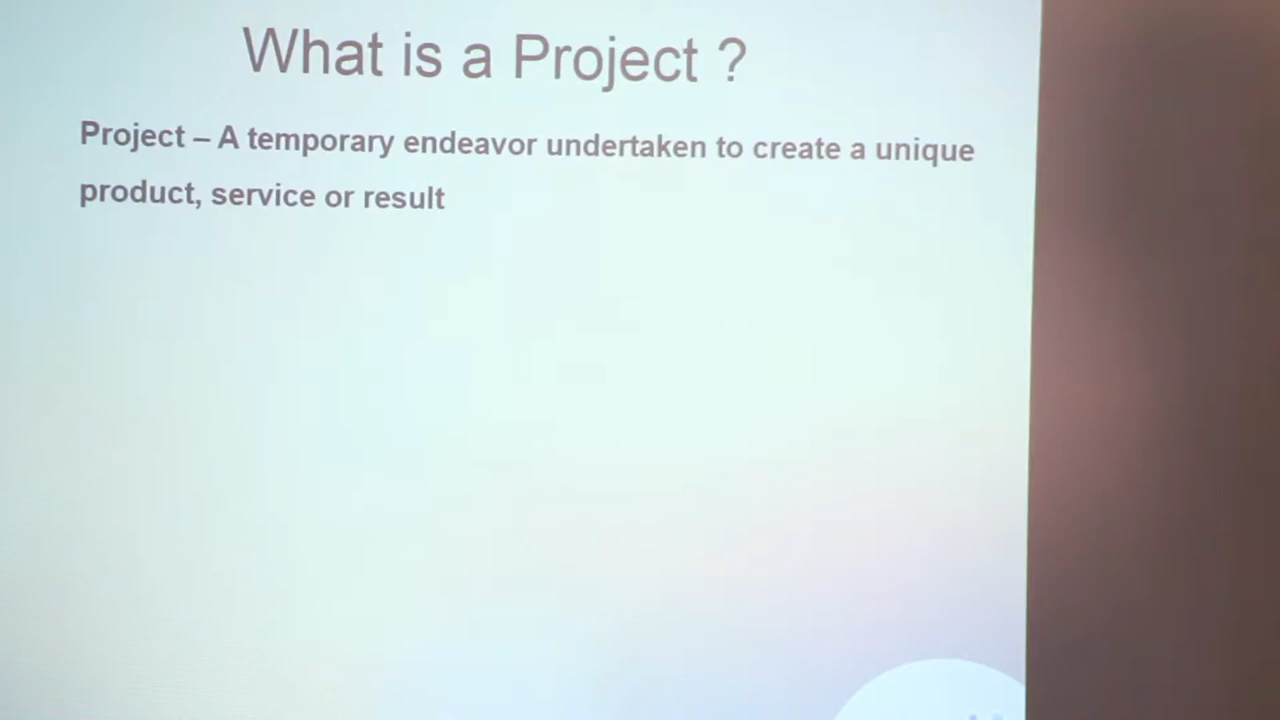 What is a Project ?
Project – A temporary endeavor undertaken to create a unique
product, service or result